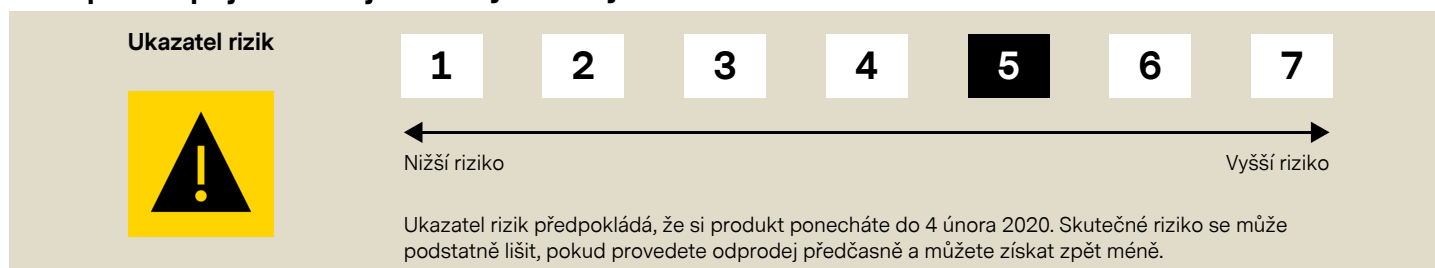 Ukazatel rizik
1 2 3 4 5 6 7
Nižší riziko Vyšší riziko
Ukazatel rizik předpokládá, že si produkt ponecháte do 4 února 2020. Skutečné riziko se může
podstatně lišit, pokud provedete odprodej předčasně a můžete získat zpět méně.